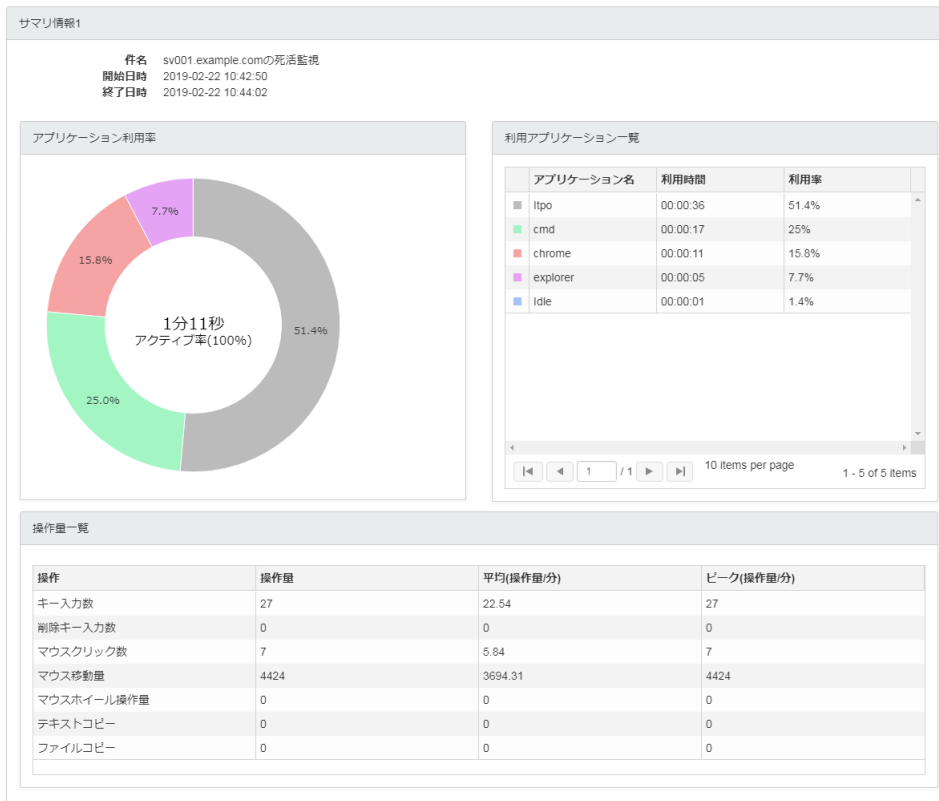 サマリ情報1
件名 sv001.example.comの死活監視
開始日時 2019-02-22 10:42:50
終了日時 2019-02-22 10:44:02
アプリケーション利用率
7.7%
15.8%
51.4%
25.0%
1分11秒
アクティブ率(100%)
利用アプリケーション一覧
アプリケーション名 利用時間 利用率
ltpo 00:00:36 51.4%
cmd 00:00:17 25%
chrome 00:00:11 15.8%
explorer 00:00:05 7.7%
Idle 00:00:01 1.4%
1 / 1 10 items per page 1 - 5 of 5 items
操作量一覧
操作 操作量 平均(操作量/分) ピーク(操作量/分)
キー入力数 27 22.54 27
削除キー入力数 0 0 0
マウスクリック数 7 5.84 7
マウス移動量 4424 3694.31 4424
マウスホイール操作量 0 0 0
テキストコピー 0 0 0
ファイルコピー 0 0 0